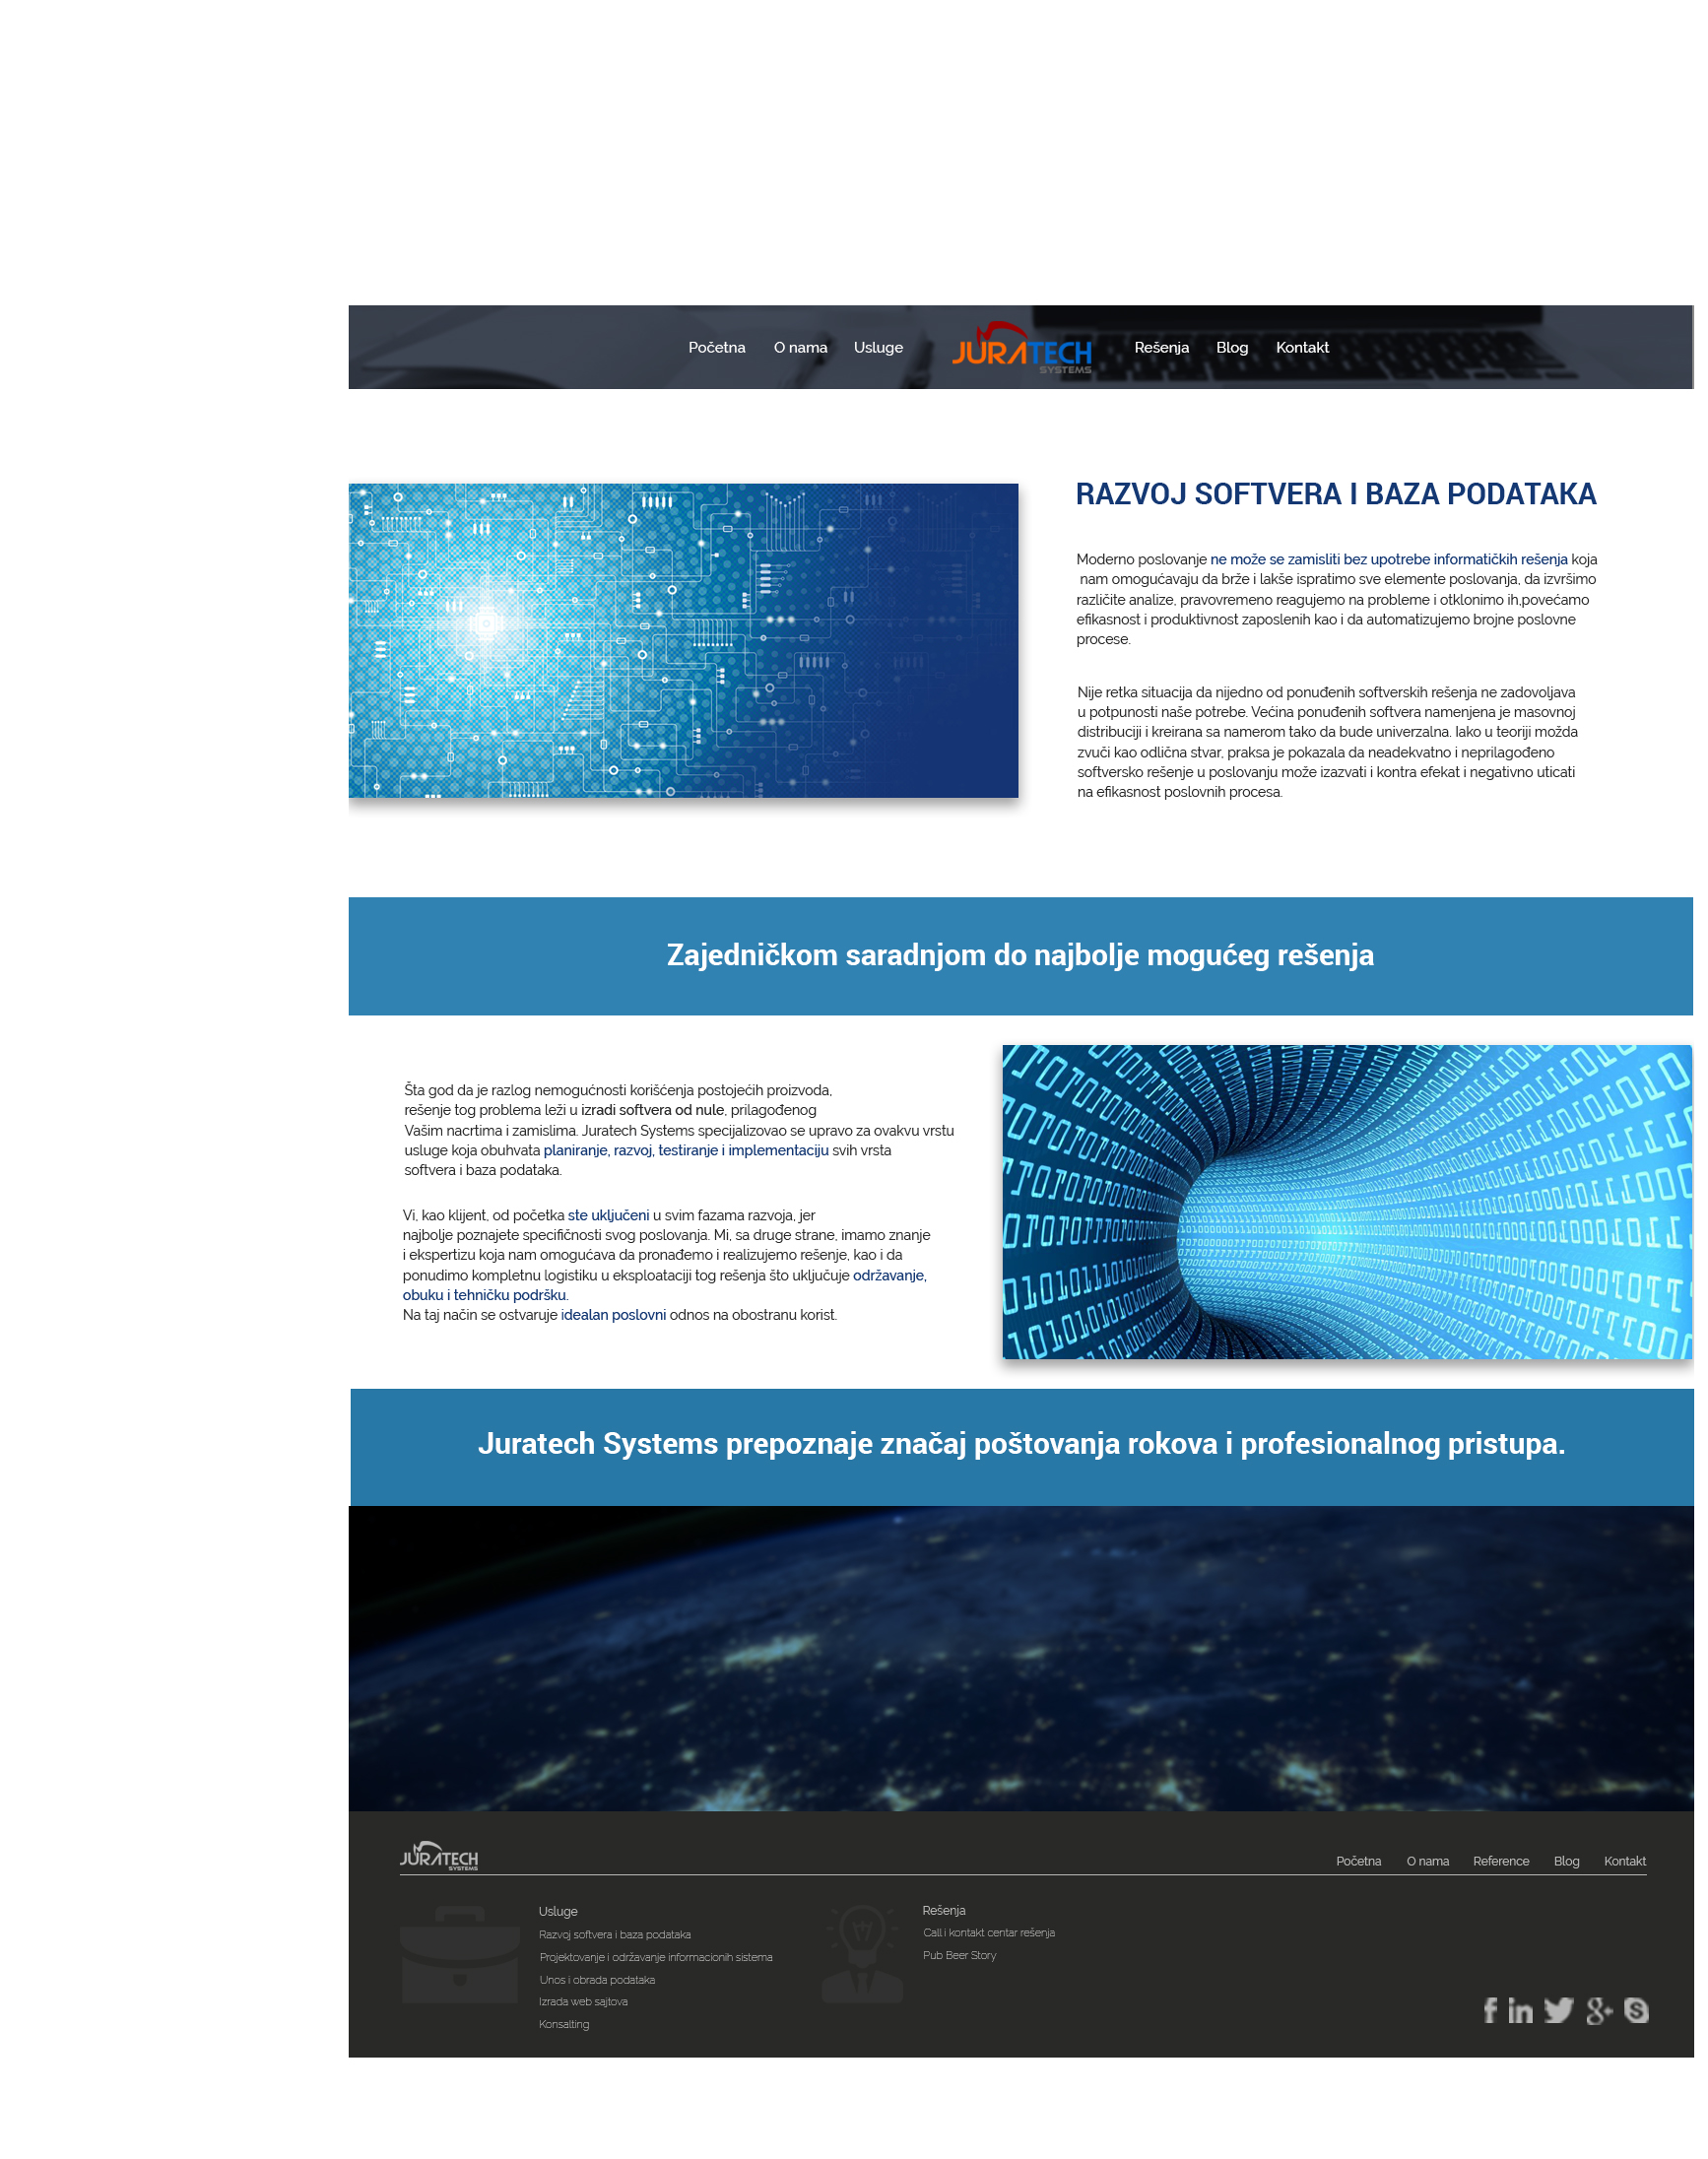 Početna O nama Usluge JURATECH SYSTEMS Rešenja Blog Kontakt
RAZVOJ SOFTVERA I BAZA PODATAKA
Moderno poslovanje ne može se zamisliti bez upotrebe informatičkih rešenja koja
nam omogućavaju da brže i lakše ispratimo sve elemente poslovanja, da izvršimo
različite analize, pravovremeno reagujemo na probleme i otklonimo ih,povećamo
efikasnost i produktivnost zaposlenih kao i da automatizujemo brojne poslovne
procese.
Nije retka situacija da nijedno od ponuđenih softverskih rešenja ne zadovoljava
u potpunosti naše potrebe. Većina ponuđenih softvera namenjena je masovnoj
distribuciji i kreirana sa namerom tako da bude univerzalna. Iako u teoriji možda
zvuči kao odlična stvar, praksa je pokazala da neadekvatno i neprilagođeno
softversko rešenje u poslovanju može izazvati i kontra efekat i negativno uticati
na efikasnost poslovnih procesa.
Zajedničkom saradnjom do najbolje mogućeg rešenja
Šta god da je razlog nemogućnosti korišćenja postojećih proizvoda,
rešenje tog problema leži u izradi softvera od nule, prilagođenog
Vašim nacrtima i zamislima. Juratech Systems specijalizovao se upravo za ovakvu vrstu
usluge koja obuhvata planiranje, razvoj, testiranje i implementaciju svih vrsta
softvera i baza podataka.
Vi, kao klijent, od početka ste uključeni u svim fazama razvoja, jer
najbolje poznajete specifičnosti svog poslovanja. Mi, sa druge strane, imamo znanje
i ekspertizu koja nam omogućava da pronađemo i realizujemo rešenje, kao i da
ponudimo kompletnu logistiku u eksploataciji tog rešenja što uključuje održavanje,
obuku i tehničku podršku.
Na taj način se ostvaruje idealan poslovni odnos na obostranu korist.
Juratech Systems prepoznaje značaj poštovanja rokova i profesionalnog pristupa.
JURATECH SYSTEMS
Početna O nama Reference Blog Kontakt
Usluge
Razvoj softvera i baza podataka
Projektovanje i održavanje informacionih sistema
Unos i obrada podataka
Izrada web sajtova
Konsalting
Rešenja
Call i kontakt centar rešenja
Pub Beer Story